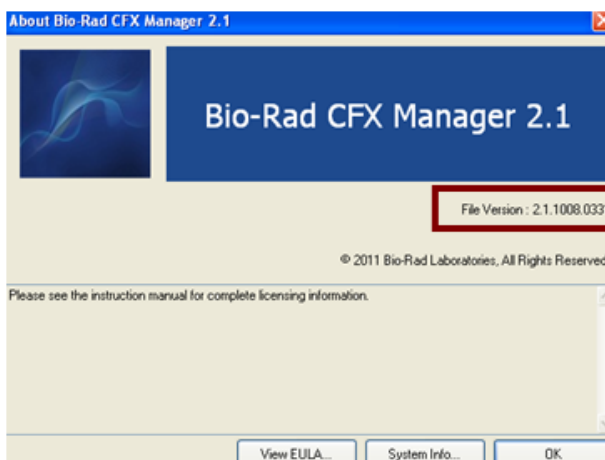 About Bio-Rad CFX Manager 2.1
Bio-Rad CFX Manager 2.1
File Version : 2.1.1008.033
© 2011 Bio-Rad Laboratories, All Rights Reserved
Please see the instruction manual for complete licensing information.
View EULA...
System Info...
OK